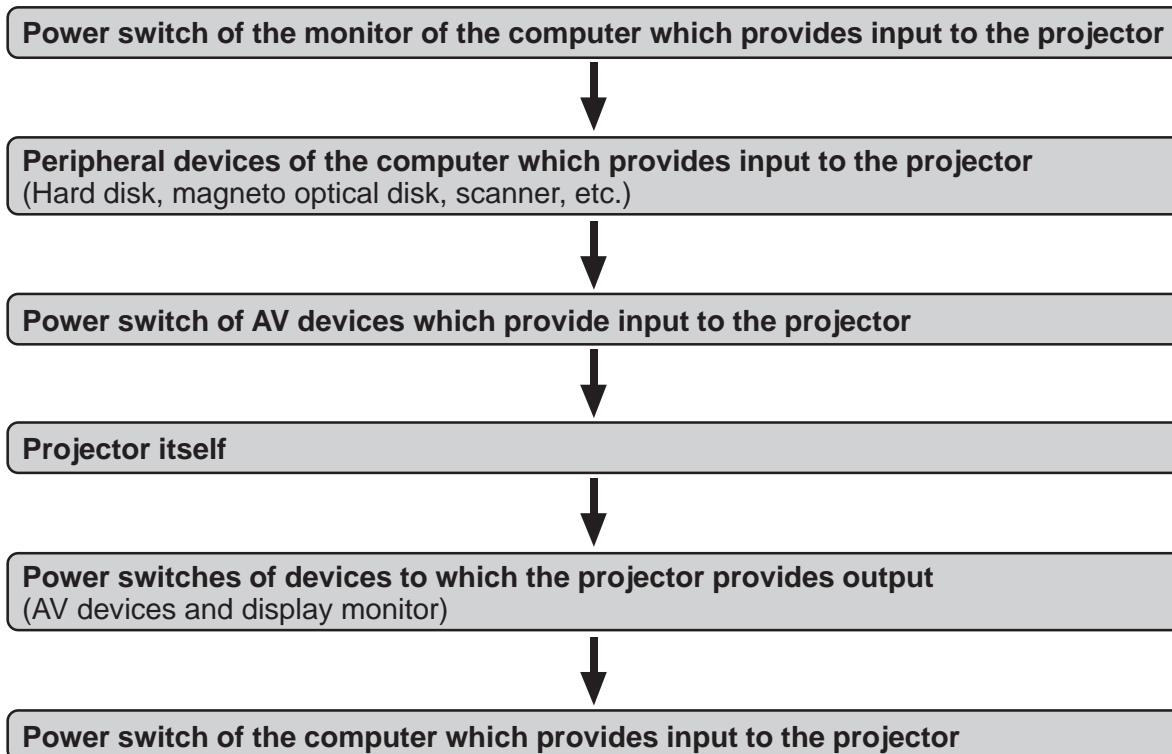 Power switch of the monitor of the computer which provides input to the projector
Peripheral devices of the computer which provides input to the projector
(Hard disk, magneto optical disk, scanner, etc.)
Power switch of AV devices which provide input to the projector
Projector itself
Power switches of devices to which the projector provides output
(AV devices and display monitor)
Power switch of the computer which provides input to the projector